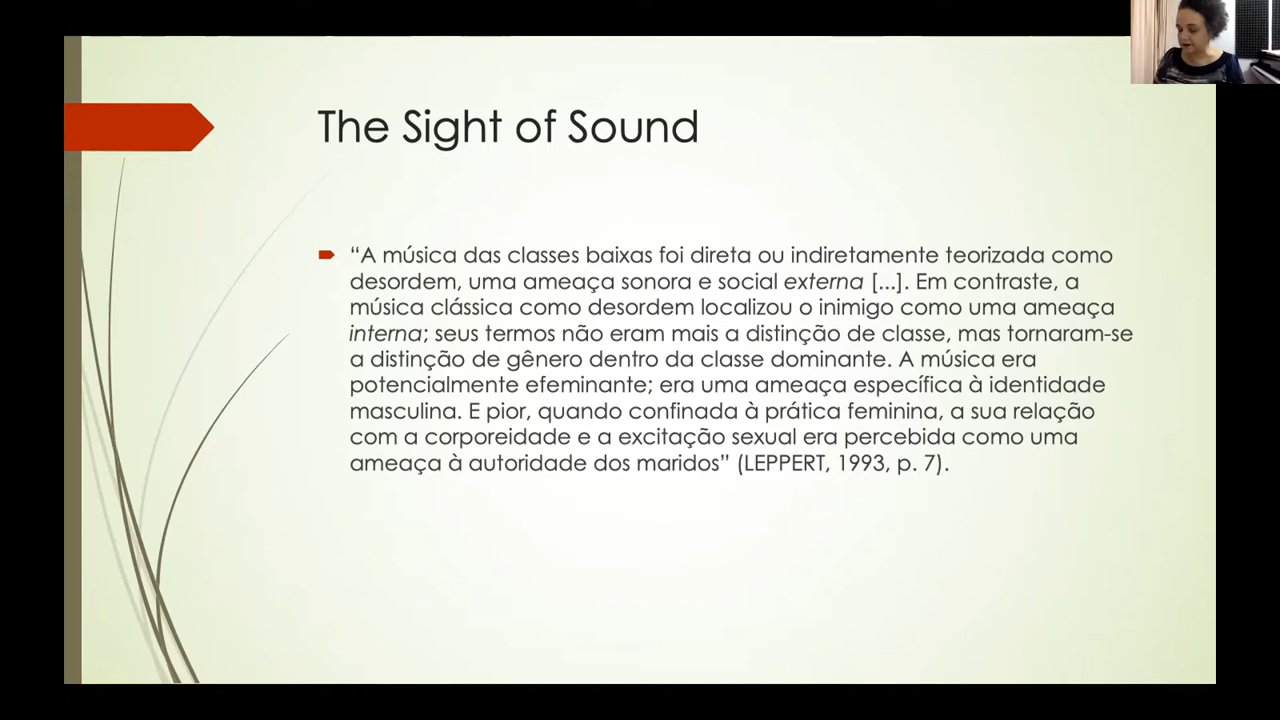 The Sight of Sound
“A música das classes baixas foi direta ou indiretamente teorizada como
desordem, uma ameaça sonora e social externa [...]. Em contraste, a
música clássica como desordem localizou o inimigo como uma ameaça
interna; seus termos não eram mais a distinção de classe, mas tornaram-se
a distinção de gênero dentro da classe dominante. A música era
potencialmente efeminante; era uma ameaça específica à identidade
masculina. E pior, quando confinada à prática feminina, a sua relação
com a corporeidade e a excitação sexual era percebida como uma
ameaça à autoridade dos maridos” (LEPPERT, 1993, p. 7).